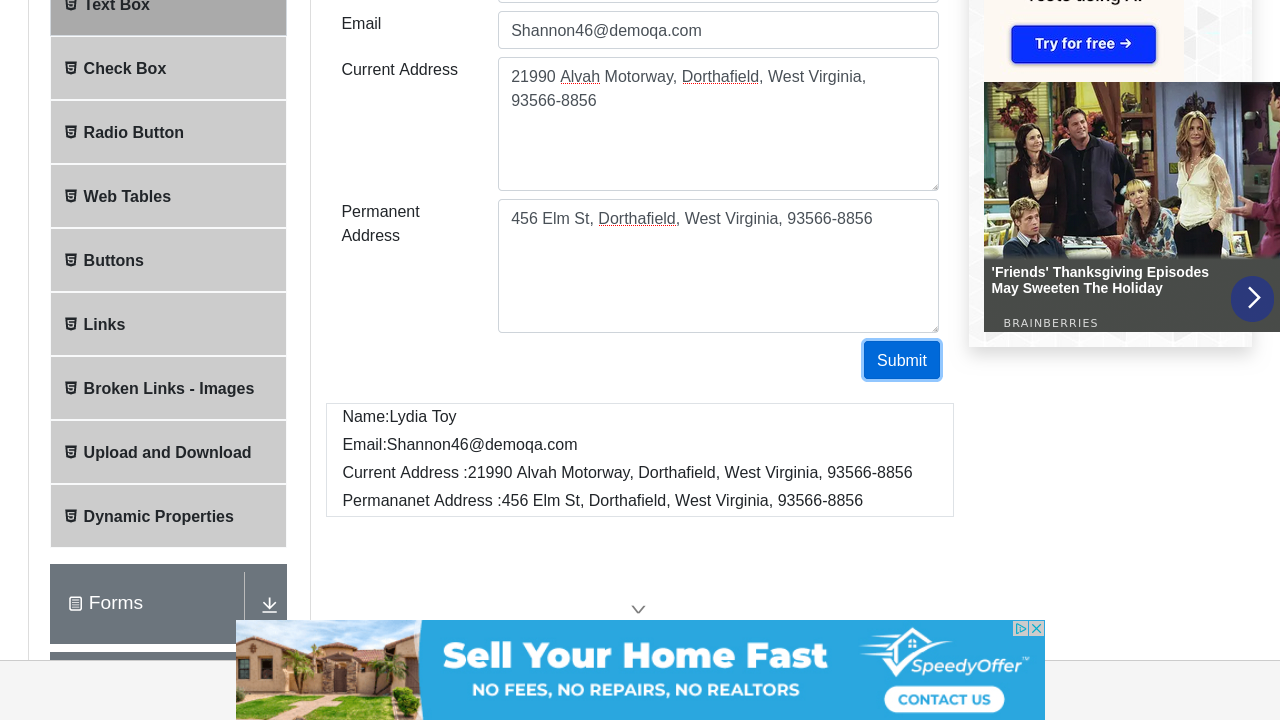 Text Box
Check Box
Radio Button
Web Tables
Buttons
Links
Broken Links - Images
Upload and Download
Dynamic Properties
Forms
Email
Shannon46@demoqa.com
Current Address
21990 Alvah Motorway, Dorthafield, West Virginia,
93566-8856
Permanent
Address
456 Elm St, Dorthafield, West Virginia, 93566-8856
Submit
Name:Lydia Toy
Email:Shannon46@demoqa.com
Current Address :21990 Alvah Motorway, Dorthafield, West Virginia, 93566-8856
Permananet Address :456 Elm St, Dorthafield, West Virginia, 93566-8856
Try for free →
'Friends' Thanksgiving Episodes
May Sweeten The Holiday
BRAINBERRIES
Sell Your Home Fast
NO FEES, NO REPAIRS, NO REALTORS
SpeedyOffer
CONTACT US